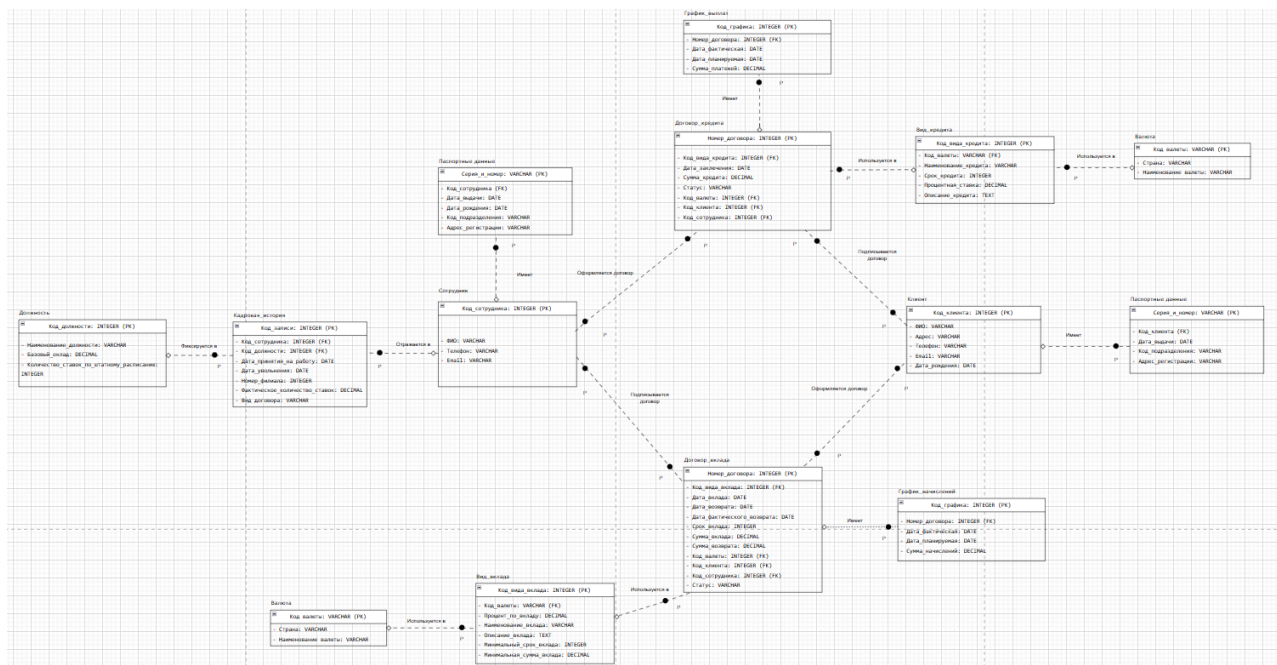 График_выплат
Код_графика: INTEGER (PK)
- Номер_договора: INTEGER (FK)
- Дата_фактическая: DATE
- Дата_планируемая: DATE
- Сумма_платежей: DECIMAL
P
Имеет
Договор_кредита
Номер_договора: INTEGER (PK)
- Код_вида_кредита: INTEGER (FK)
- Дата_заключения: DATE
- Сумма_кредита: DECIMAL
- Статус: VARCHAR
- Код_валюты: INTEGER (FK)
- Код_клиента: INTEGER (FK)
- Код_сотрудника: INTEGER (FK)
Используется в
P
Вид_кредита
Код_вида_кредита: INTEGER (PK)
- Код_валюты: VARCHAR (FK)
- Наименование_кредита: VARCHAR
- Срок_кредита: INTEGER
- Процентная_ставка: DECIMAL
- Описание_кредита: TEXT
Используется в
P
Валюта
Код_валюты: VARCHAR (PK)
- Страна: VARCHAR
- Наименование_валюты: VARCHAR
Паспортные данные
Серия_и_номер: VARCHAR (PK)
- Код_сотрудника (FK)
- Дата_выдачи: DATE
- Дата_рождения: DATE
- Код_подразделения: VARCHAR
- Адрес_регистрации: VARCHAR
P
Имеет
P
Оформляется договор
P
P
Подписывается
договор
P
Сотрудник
Код_сотрудника: INTEGER (PK)
- ФИО: VARCHAR
- Телефон: VARCHAR
- Email: VARCHAR
Должность
Код_должности: INTEGER (PK)
- Наименование_должности: VARCHAR
- Базовый_оклад: DECIMAL
- Количество_ставок_по_штатному_расписанию:
INTEGER
Фиксируется в
P
Кадровая_история
Код_записи: INTEGER (PK)
- Код_сотрудника: INTEGER (FK)
- Код_должности: INTEGER (FK)
- Дата_принятия_на_работу: DATE
- Дата_увольнения: DATE
- Номер_филиала: INTEGER
- Фактическое_количество_ставок: DECIMAL
- Вид_договора: VARCHAR
Отражается в
P
Клиент
Код_клиента: INTEGER (PK)
- ФИО: VARCHAR
- Адрес: VARCHAR
- Телефон: VARCHAR
- Email: VARCHAR
- Дата_рождения: DATE
Имеет
P
Паспортные данные
Серия_и_номер: VARCHAR (PK)
- Код_клиента (FK)
- Дата_выдачи: DATE
- Код_подразделения: VARCHAR
- Адрес_регистрации: VARCHAR
P
Подписывается
договор
P
Оформляется договор
P
P
Договор_вклада
Номер_договора: INTEGER (PK)
- Код_вида_вклада: INTEGER (FK)
- Дата_вклада: DATE
- Дата_возврата: DATE
- Дата_фактического_возврата: DATE
- Срок_вклада: INTEGER
- Сумма_вклада: DECIMAL
- Сумма_возврата: DECIMAL
- Код_валюты: INTEGER (FK)
- Код_клиента: INTEGER (FK)
- Код_сотрудника: INTEGER (FK)
- Статус: VARCHAR
Имеет
P
График_начислений
Код_графика: INTEGER (PK)
- Номер_договора: INTEGER (FK)
- Дата_фактическая: DATE
- Дата_планируемая: DATE
- Сумма_начислений: DECIMAL
Вид_вклада
Код_вида_вклада: INTEGER (PK)
- Код_валюты: VARCHAR (FK)
- Процент_по_вкладу: DECIMAL
- Наименование_вклада: VARCHAR
- Описание_вклада: TEXT
- Минимальный_срок_вклада: INTEGER
- Минимальная_сумма_вклада: DECIMAL
Используется в
P
Валюта
Код_валюты: VARCHAR (PK)
- Страна: VARCHAR
- Наименование_валюты: VARCHAR
Используется в
P